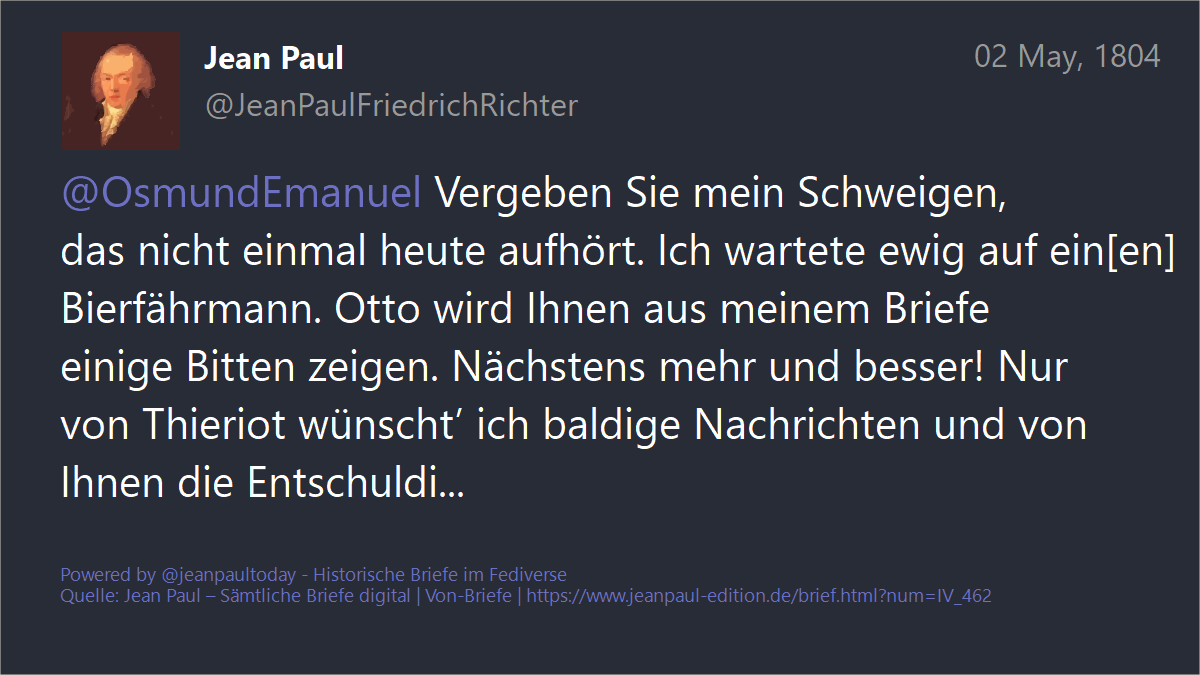 Jean Paul
02 May, 1804
@JeanPaulFriedrichRichter
@OsmundEmanuel Vergeben Sie mein Schweigen,
das nicht einmal heute aufhört. Ich wartete ewig auf ein[en]
Bierfährmann. Otto wird Ihnen aus meinem Briefe
einige Bitten zeigen. Nächstens mehr und besser! Nur
von Thieriot wünscht’ ich baldige Nachrichten und von
Ihnen die Entschuldi...
Powered by @jeanpaultoday - Historische Briefe im Fediverse
Quelle: Jean Paul – Sämtliche Briefe digital | Von-Briefe | https://www.jeanpaul-edition.de/brief.html?num=IV_462